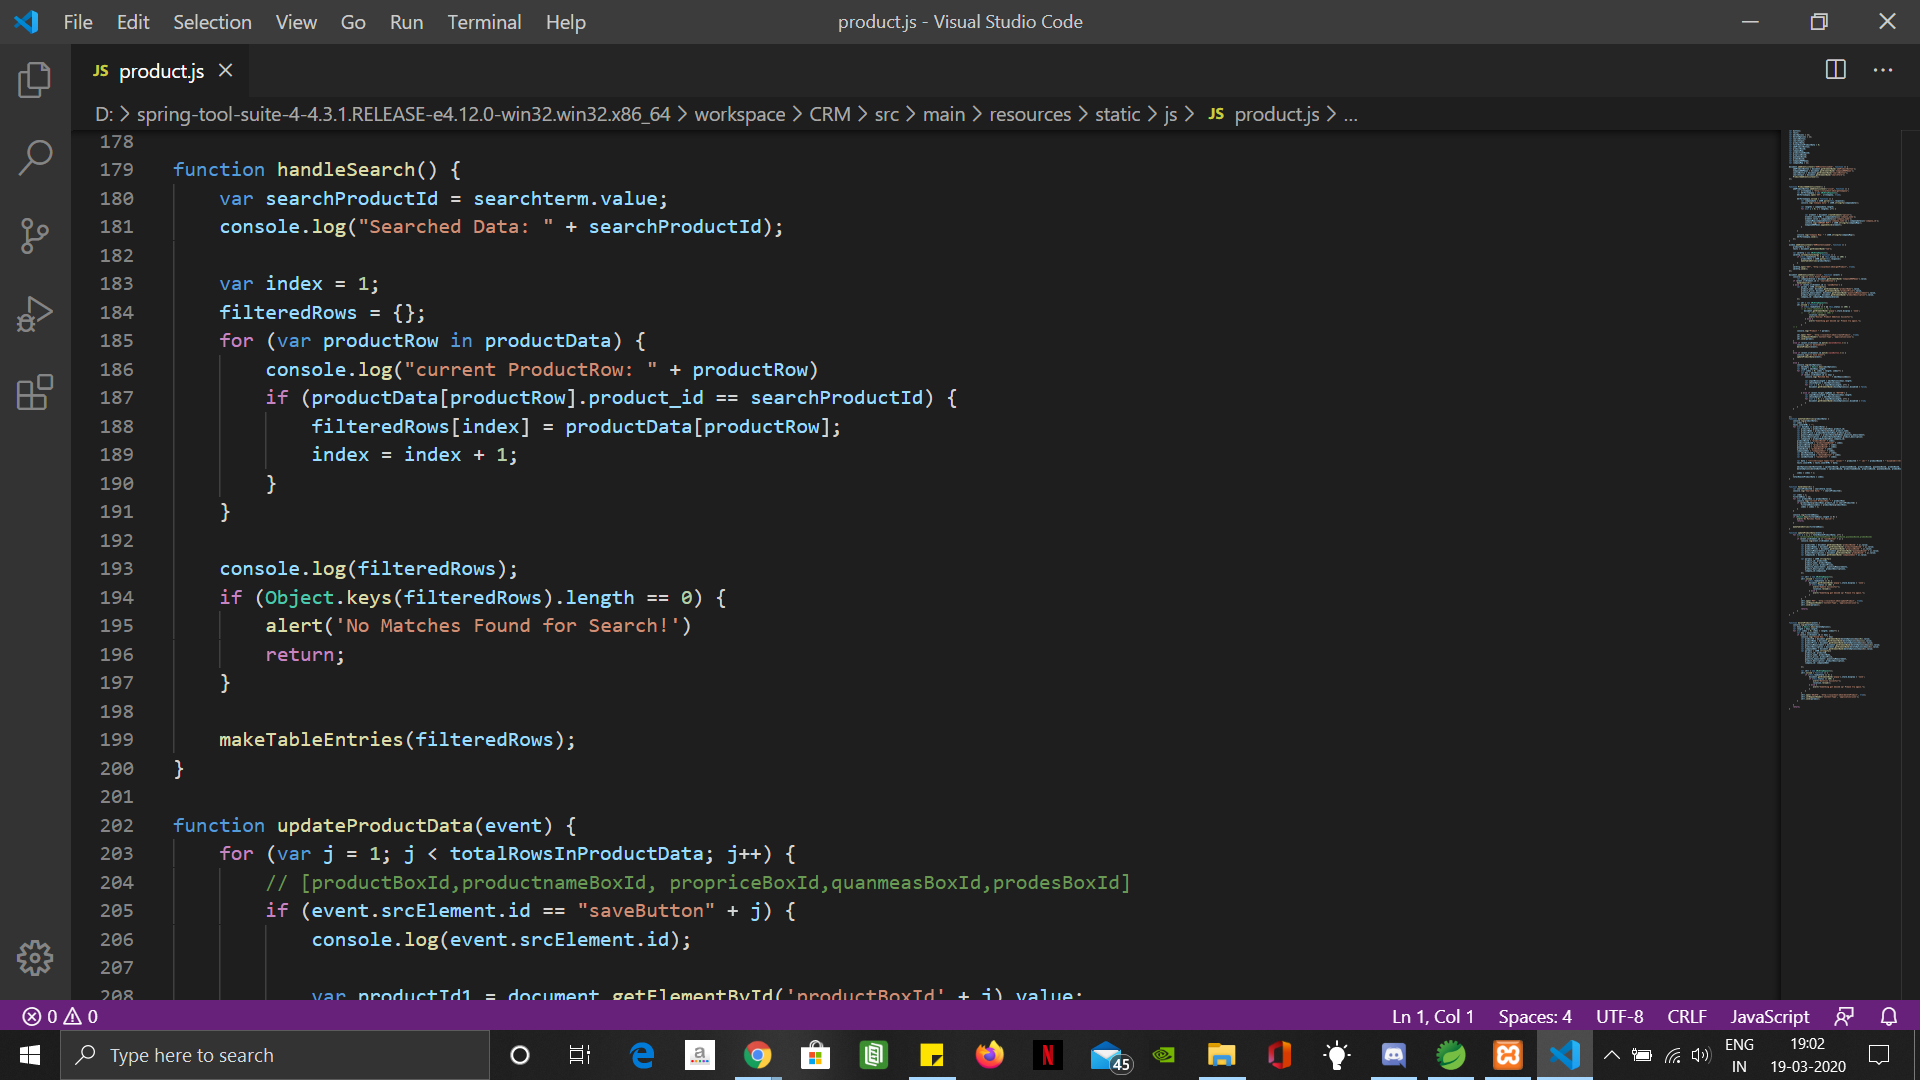 File Edit Selection View Go Run Terminal Help product.js - Visual Studio Code
JS product.js
D: > spring-tool-suite-4-4.3.1.RELEASE-e4.12.0-win32.win32.x86_64 > workspace > CRM > src > main > resources > static > js > JS product.js > ...
178
179 function handleSearch() {
180 var searchProductId = searchterm.value;
181 console.log("Searched Data: " + searchProductId);
182
183 var index = 1;
184 filteredRows = {};
185 for (var productRow in productData) {
186 console.log("current ProductRow: " + productRow)
187 if (productData[productRow].product_id == searchProductId) {
188 filteredRows[index] = productData[productRow];
189 index = index + 1;
190 }
191 }
192
193 console.log(filteredRows);
194 if (Object.keys(filteredRows).length == 0) {
195 alert('No Matches Found for Search!')
196 return;
197 }
198
199 makeTableEntries(filteredRows);
200 }
201
202 function updateProductData(event) {
203 for (var j = 1; j < totalRowsInProductData; j++) {
204 // [productBoxId,productnameBoxId, propriceBoxId,quanmeasBoxId,prodesBoxId]
205 if (event.srcElement.id == "saveButton" + j) {
206 console.log(event.srcElement.id);
207
208 var productId1 = document.getElementById('productBoxId' + j).value;
0 0 Ln 1, Col 1 Spaces: 4 UTF-8 CRLF JavaScript
Type here to search
a
N
45
ENG
IN
19:02
19-03-2020